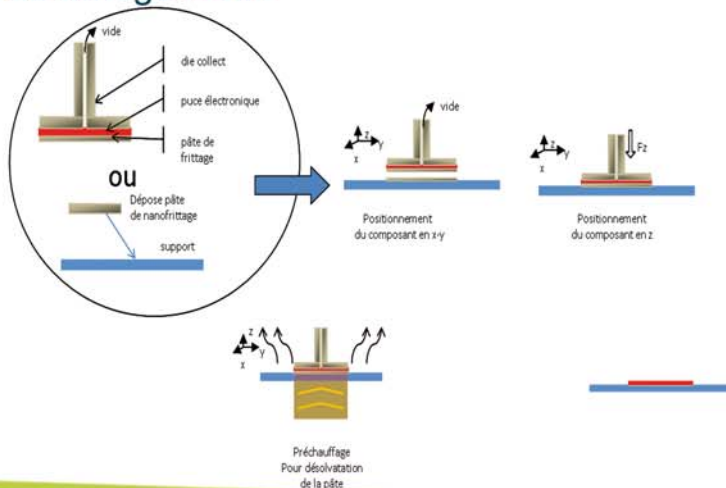 vide
die collect
puce électronique
pâte de
frittage
ou
Dépose pâte
de nanofrittage
support
vide
z
y
x
Positionnement
du composant en x-y
z
y
x
Fz
Positionnement
du composant en z
z
y
x
Préchauffage
Pour désolvatation
de la pâte